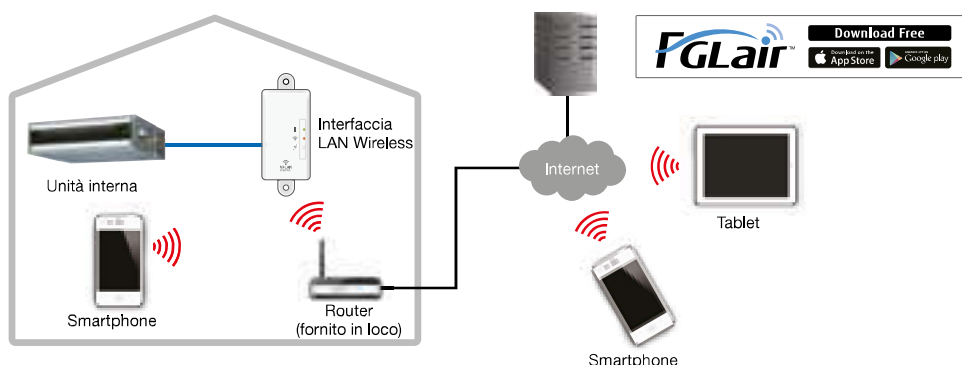 FGLair™
Download Free
Download on the
App Store
Google play
Interfaccia
LAN Wireless
Unità interna
Internet
Tablet
Smartphone
Router
(fornito in loco)
Smartphone